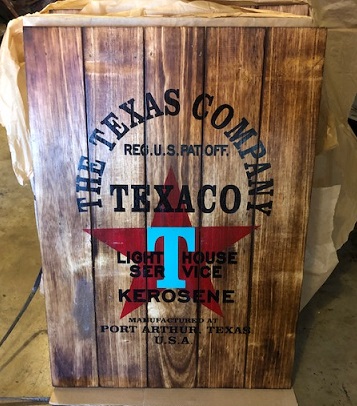 THE TEXAS COMPANY
REG. U.S. PAT OFF.
TEXACO
T
LIGHT HOUSE
SERVICE
KEROSENE
MANUFACTURED AT
PORT ARTHUR, TEXAS
U.S.A.